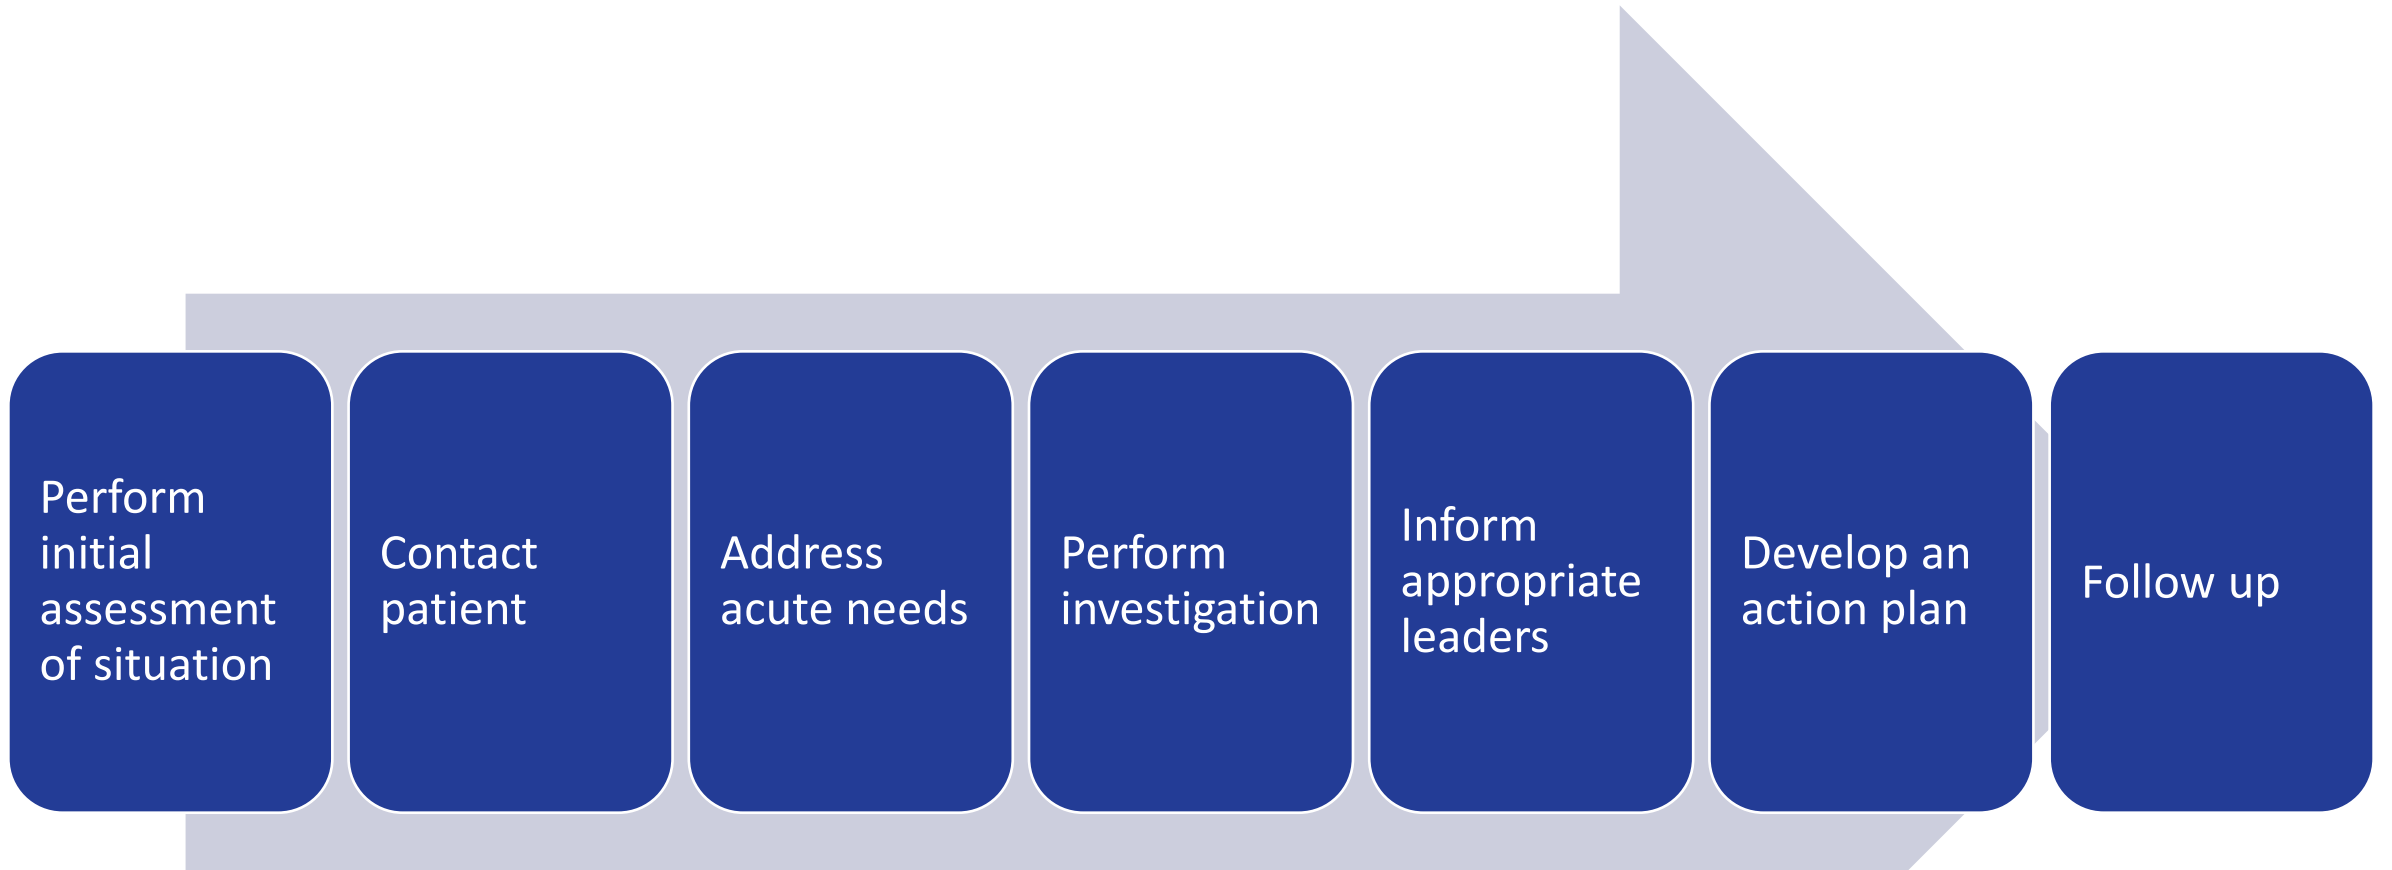 Perform
initial
assessment
of situation
Contact
patient
Address
acute needs
Perform
investigation
Inform
appropriate
leaders
Develop an
action plan
Follow up